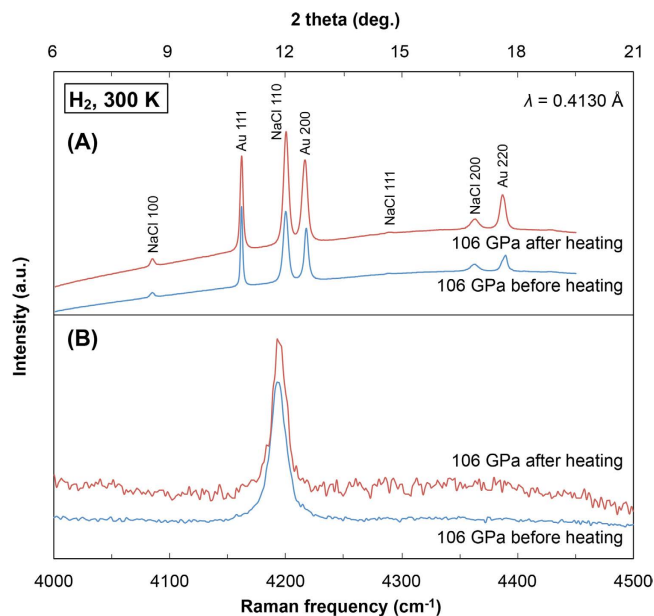 2 theta (deg.)
6 9 12 15 18 21
H₂, 300 K
λ = 0.4130 Å
(A)
NaCl 100
Au 111
NaCl 110
Au 200
NaCl 111
NaCl 200
Au 220
106 GPa after heating
106 GPa before heating
Intensity (a.u.)
(B)
106 GPa after heating
106 GPa before heating
4000 4100 4200 4300 4400 4500
Raman frequency (cm⁻¹)